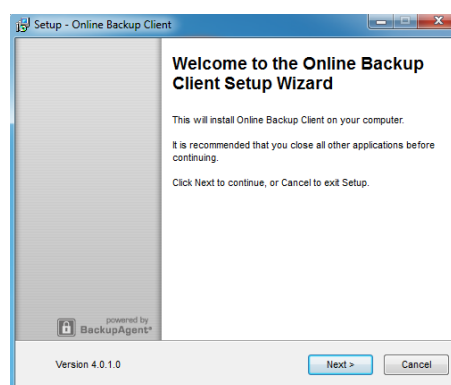 Setup - Online Backup Client
Welcome to the Online Backup
Client Setup Wizard
This will install Online Backup Client on your computer.
It is recommended that you close all other applications before
continuing.
Click Next to continue, or Cancel to exit Setup.
powered by
BackupAgent*
Version 4.0.1.0
Next >
Cancel